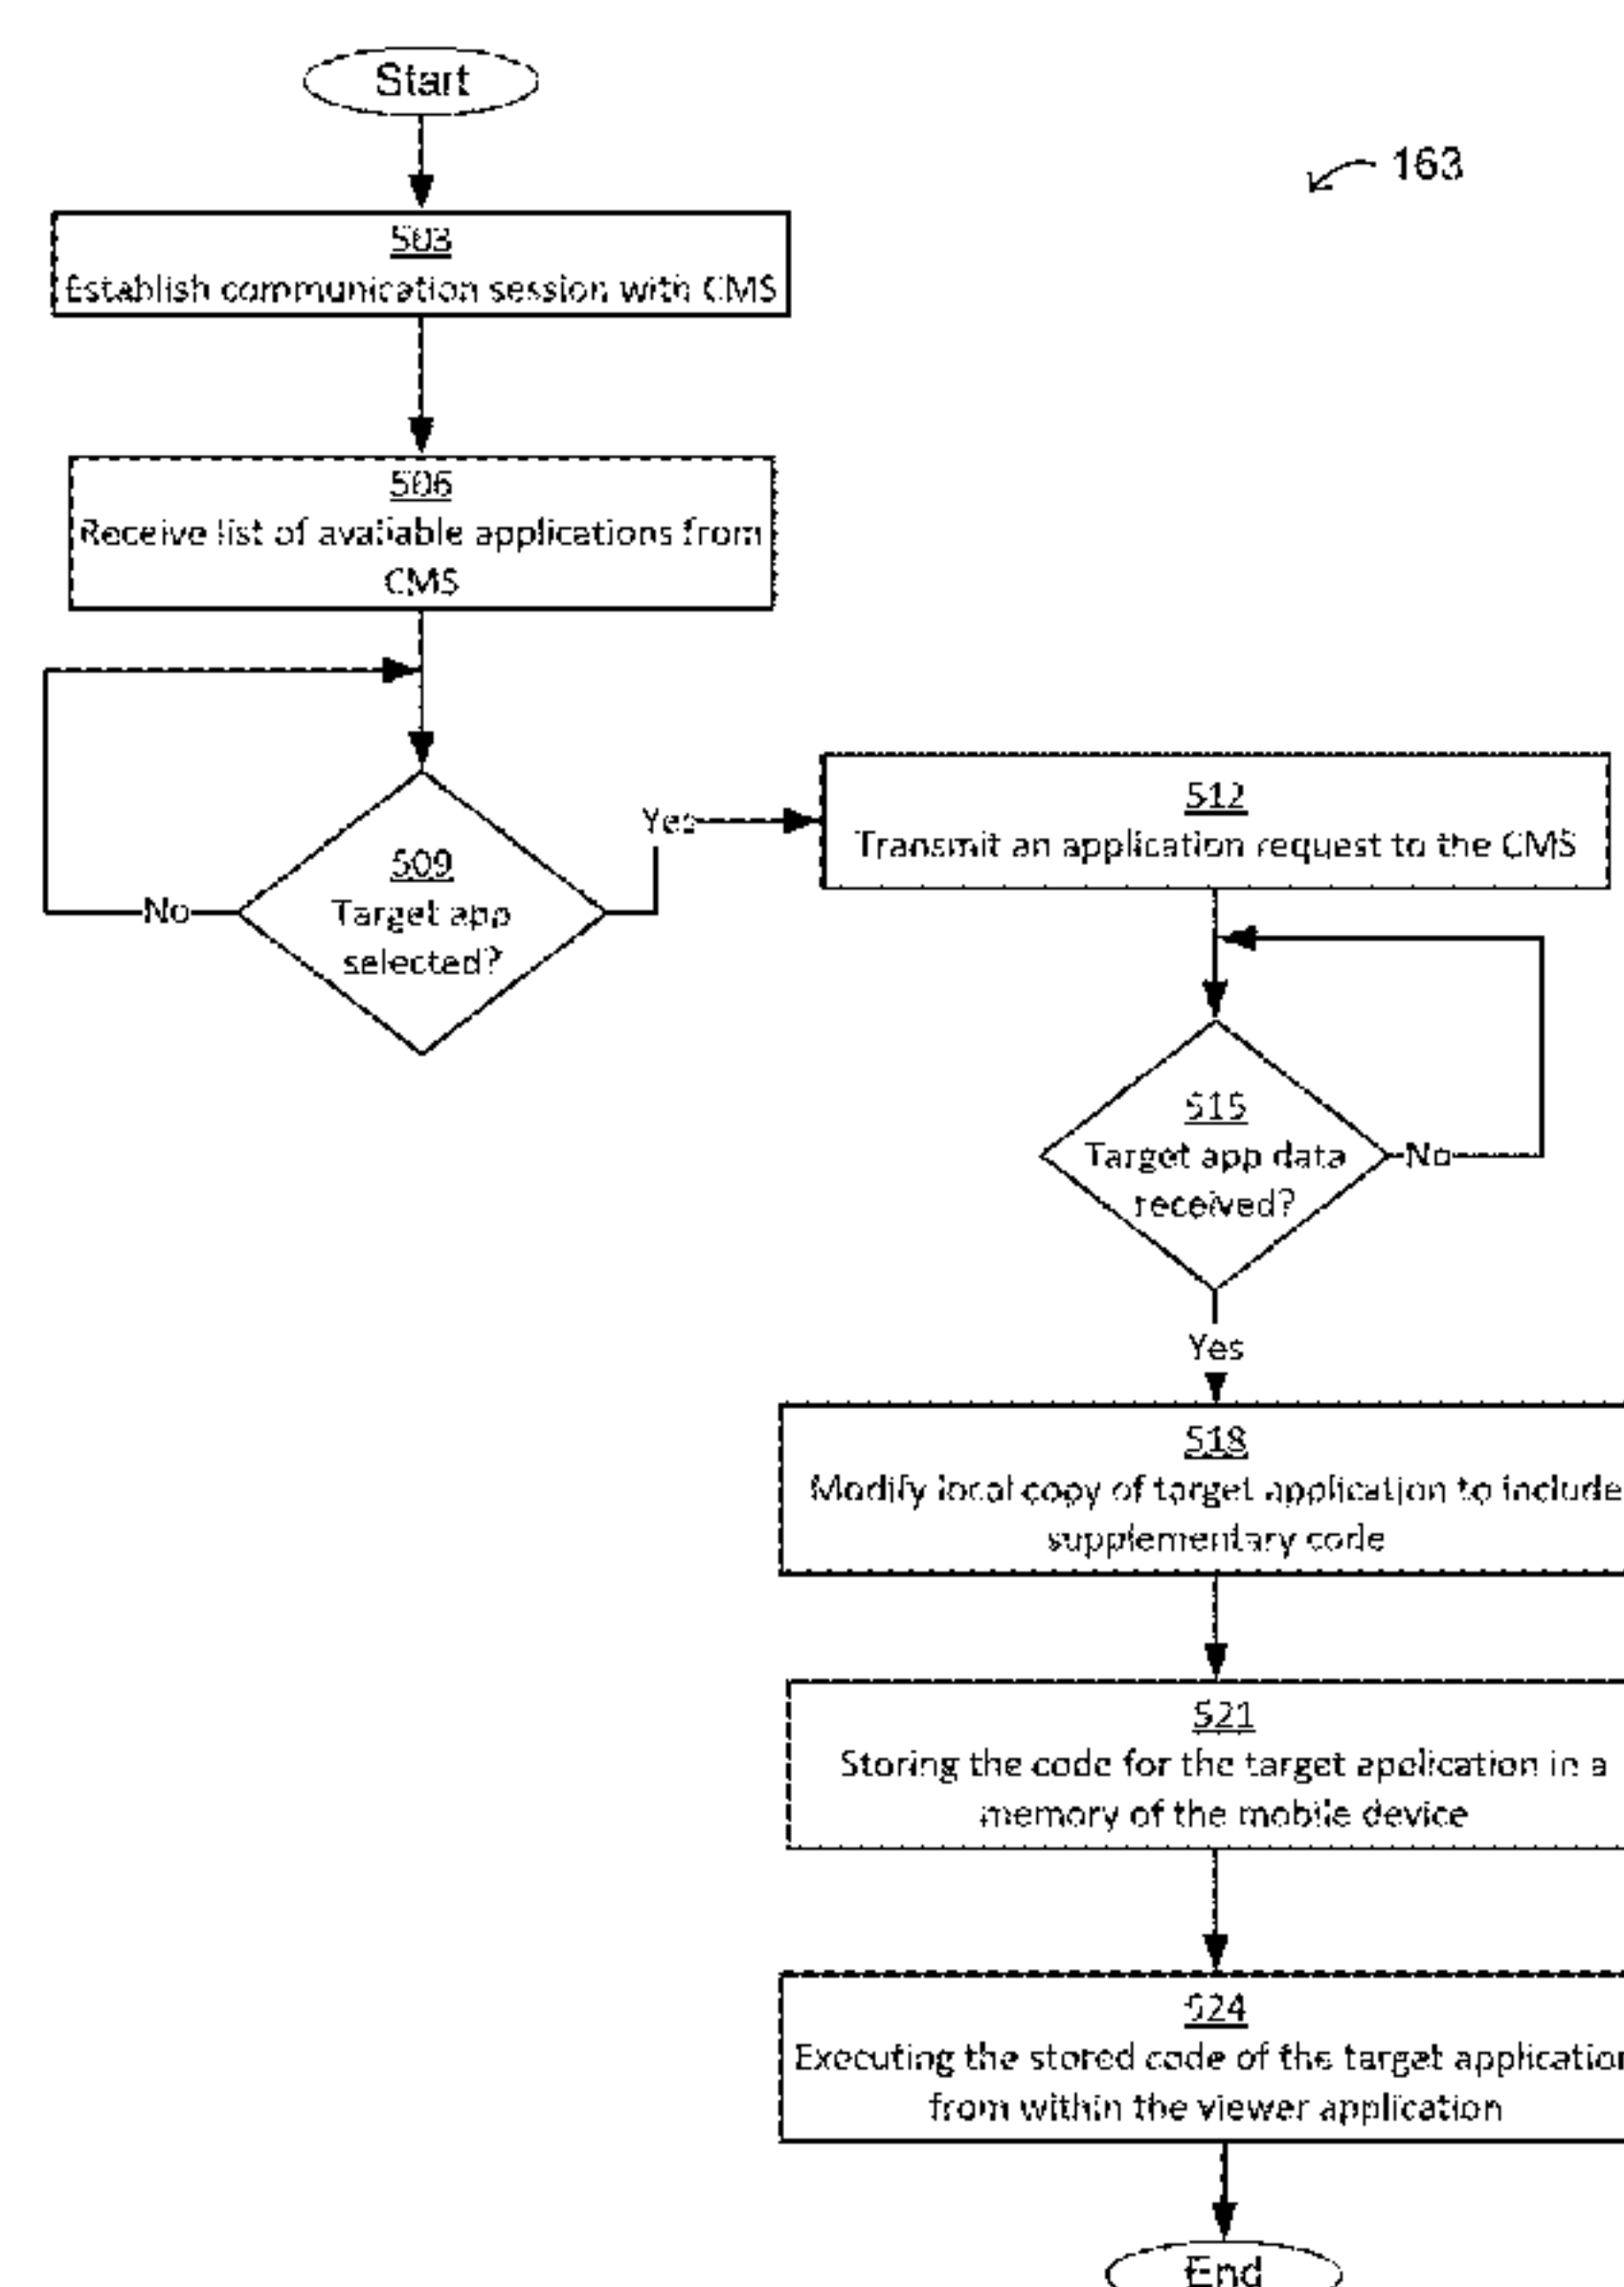 Start
163
503
Establish communication session with CMS
506
Receive list of available applications from
CMS
509
Target app
selected?
No
Yes
512
Transmit an application request to the CMS
515
Target app data
received?
No
Yes
518
Modify local copy of target application to include
supplementary code
521
Storing the code for the target application in a
memory of the mobile device
524
Executing the stored code of the target application
from within the viewer application
End